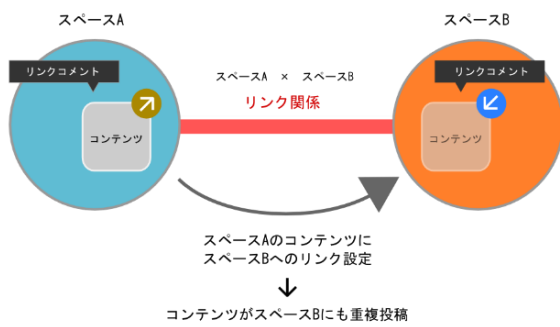 スペースA
スペースB
リンクコメント
リンクコメント
スペースA × スペースB
リンク関係
コンテンツ
コンテンツ
スペースAのコンテンツに
スペースBへのリンク設定
↓
コンテンツがスペースBにも重複投稿